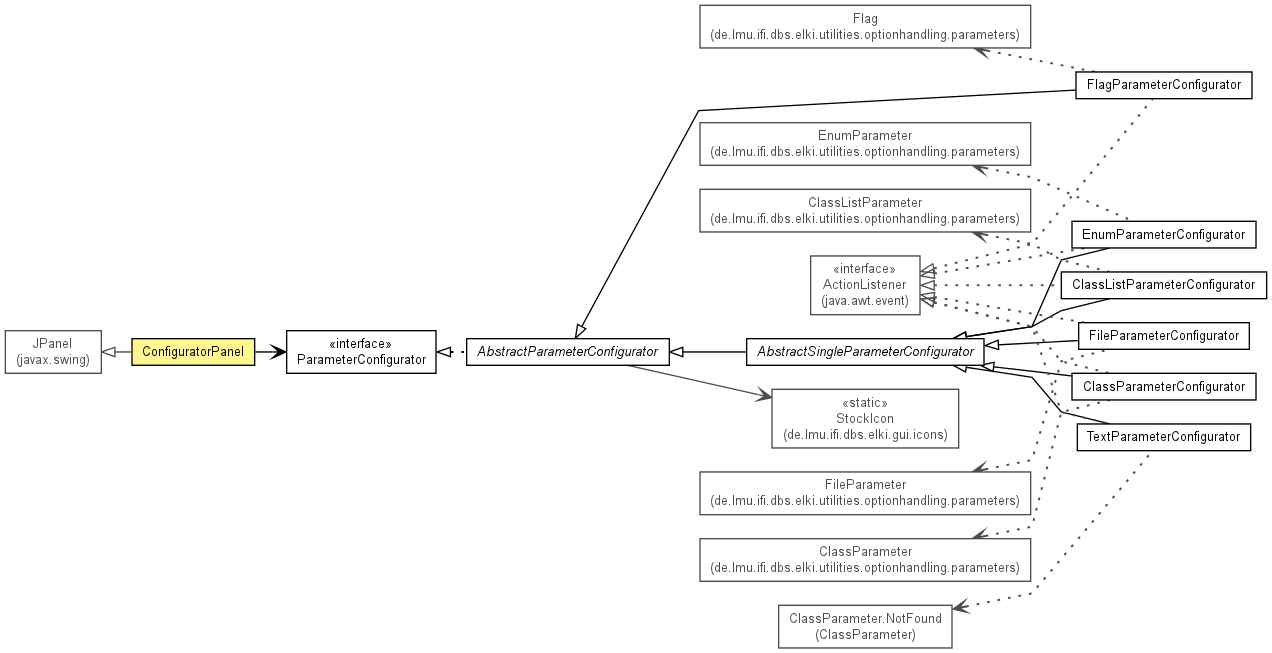 Flag
(de.lmu.ifi.dbs.elki.utilities.optionhandling.parameters)
FlagParameterConfigurator
EnumParameter
(de.lmu.ifi.dbs.elki.utilities.optionhandling.parameters)
ClassListParameter
(de.lmu.ifi.dbs.elki.utilities.optionhandling.parameters)
EnumParameterConfigurator
«interface»
ActionListener
(java.awt.event)
ClassListParameterConfigurator
FileParameterConfigurator
JPanel
(javax.swing)
ConfiguratorPanel
«interface»
ParameterConfigurator
AbstractParameterConfigurator
AbstractSingleParameterConfigurator
ClassParameterConfigurator
«static»
StockIcon
(de.lmu.ifi.dbs.elki.gui.icons)
TextParameterConfigurator
FileParameter
(de.lmu.ifi.dbs.elki.utilities.optionhandling.parameters)
ClassParameter
(de.lmu.ifi.dbs.elki.utilities.optionhandling.parameters)
ClassParameter.NotFound
(ClassParameter)